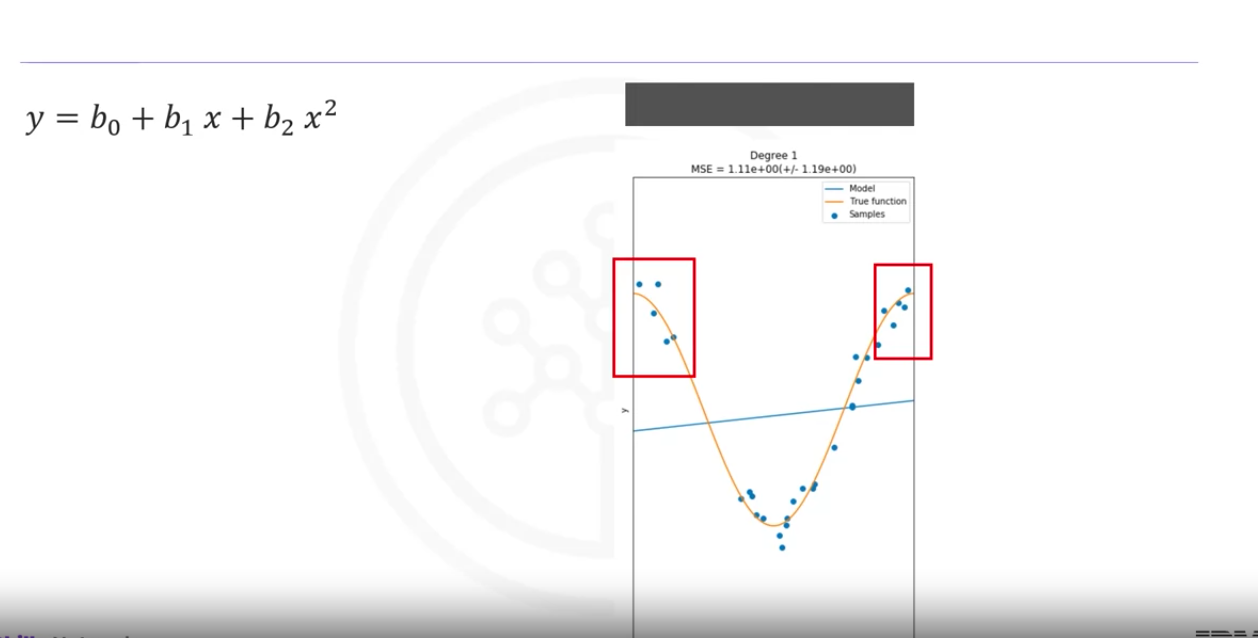 y = b₀ + b₁ x + b₂ x²
Degree 1
MSE = 1.11e+00(+/- 1.19e+00)
Model
True function
Samples
y